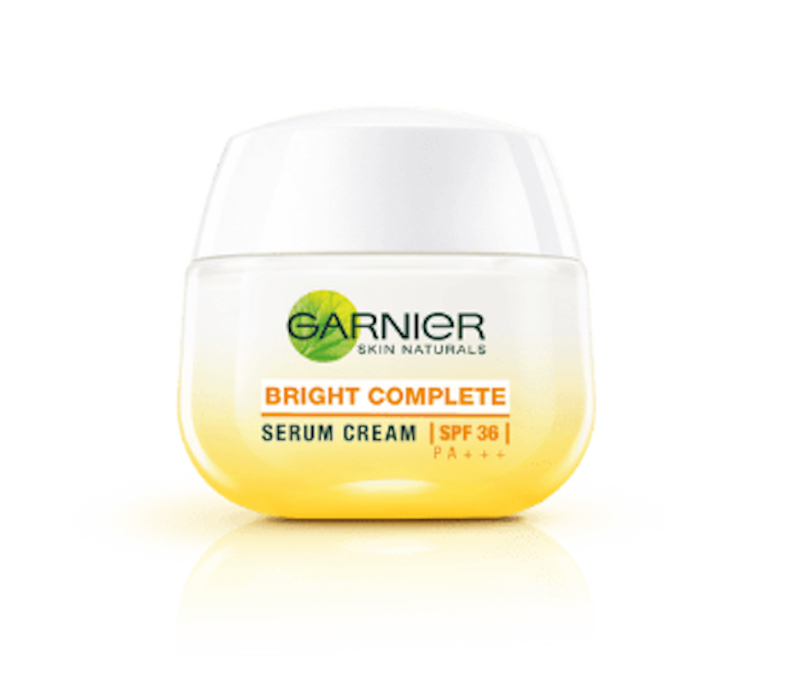 GARNIER
SKIN NATURALS
BRIGHT COMPLETE
SERUM CREAM | SPF 36 |
PA+++